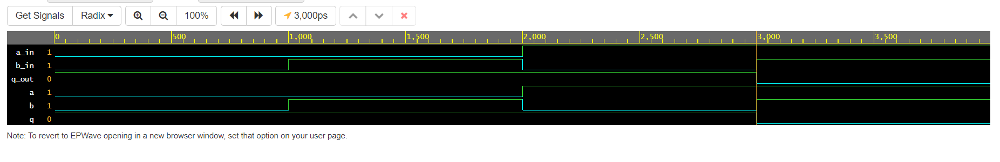 Get Signals Radix 100% 3,000ps
0 500 1,000 1,500 2,000 2,500 3,000 3,500
a_in 1
b_in 1
q_out 0
a 1
b 1
q 0
Note: To revert to EPWave opening in a new browser window, set that option on your user page.